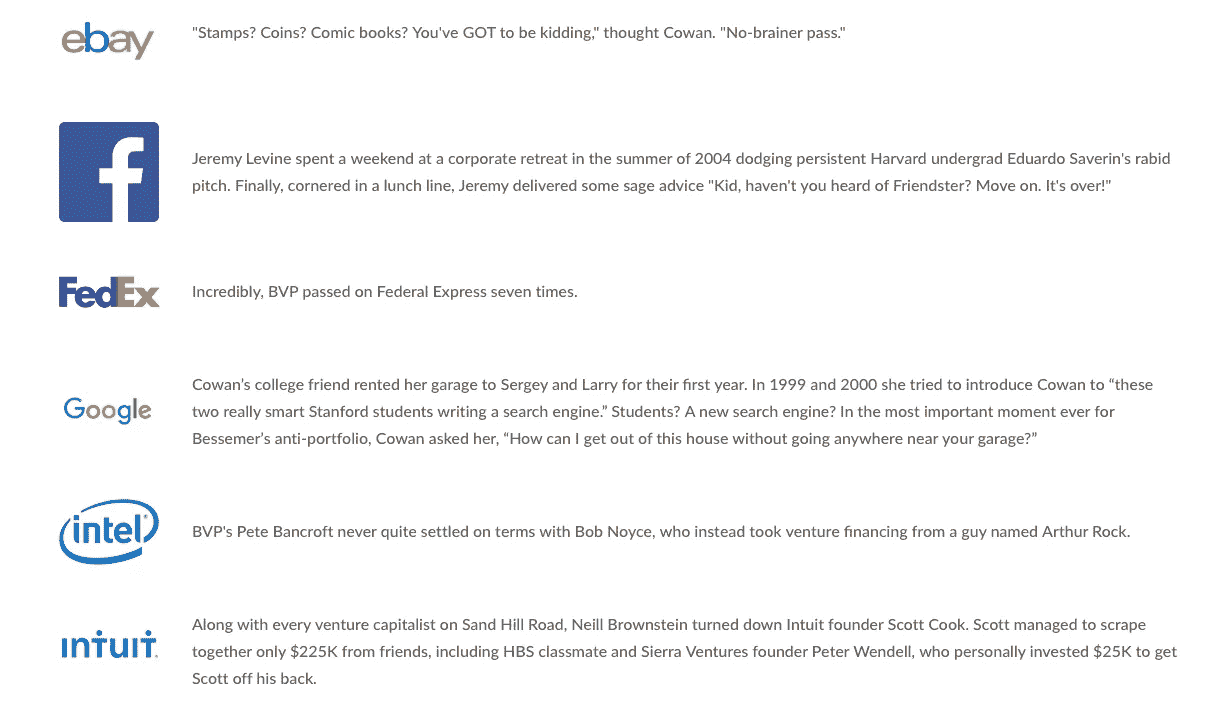 ebay
"Stamps? Coins? Comic books? You've GOT to be kidding," thought Cowan. "No-brainer pass."
f
Jeremy Levine spent a weekend at a corporate retreat in the summer of 2004 dodging persistent Harvard undergrad Eduardo Saverin's rabid
pitch. Finally, cornered in a lunch line, Jeremy delivered some sage advice "Kid, haven't you heard of Friendster? Move on. It's over!"
FedEx
Incredibly, BVP passed on Federal Express seven times.
Google
Cowan’s college friend rented her garage to Sergey and Larry for their first year. In 1999 and 2000 she tried to introduce Cowan to “these
two really smart Stanford students writing a search engine.” Students? A new search engine? In the most important moment ever for
Bessemer’s anti-portfolio, Cowan asked her, “How can I get out of this house without going anywhere near your garage?”
intel®
BVP's Pete Bancroft never quite settled on terms with Bob Noyce, who instead took venture financing from a guy named Arthur Rock.
intuit.
Along with every venture capitalist on Sand Hill Road, Neill Brownstein turned down Intuit founder Scott Cook. Scott managed to scrape
together only $225K from friends, including HBS classmate and Sierra Ventures founder Peter Wendell, who personally invested $25K to get
Scott off his back.